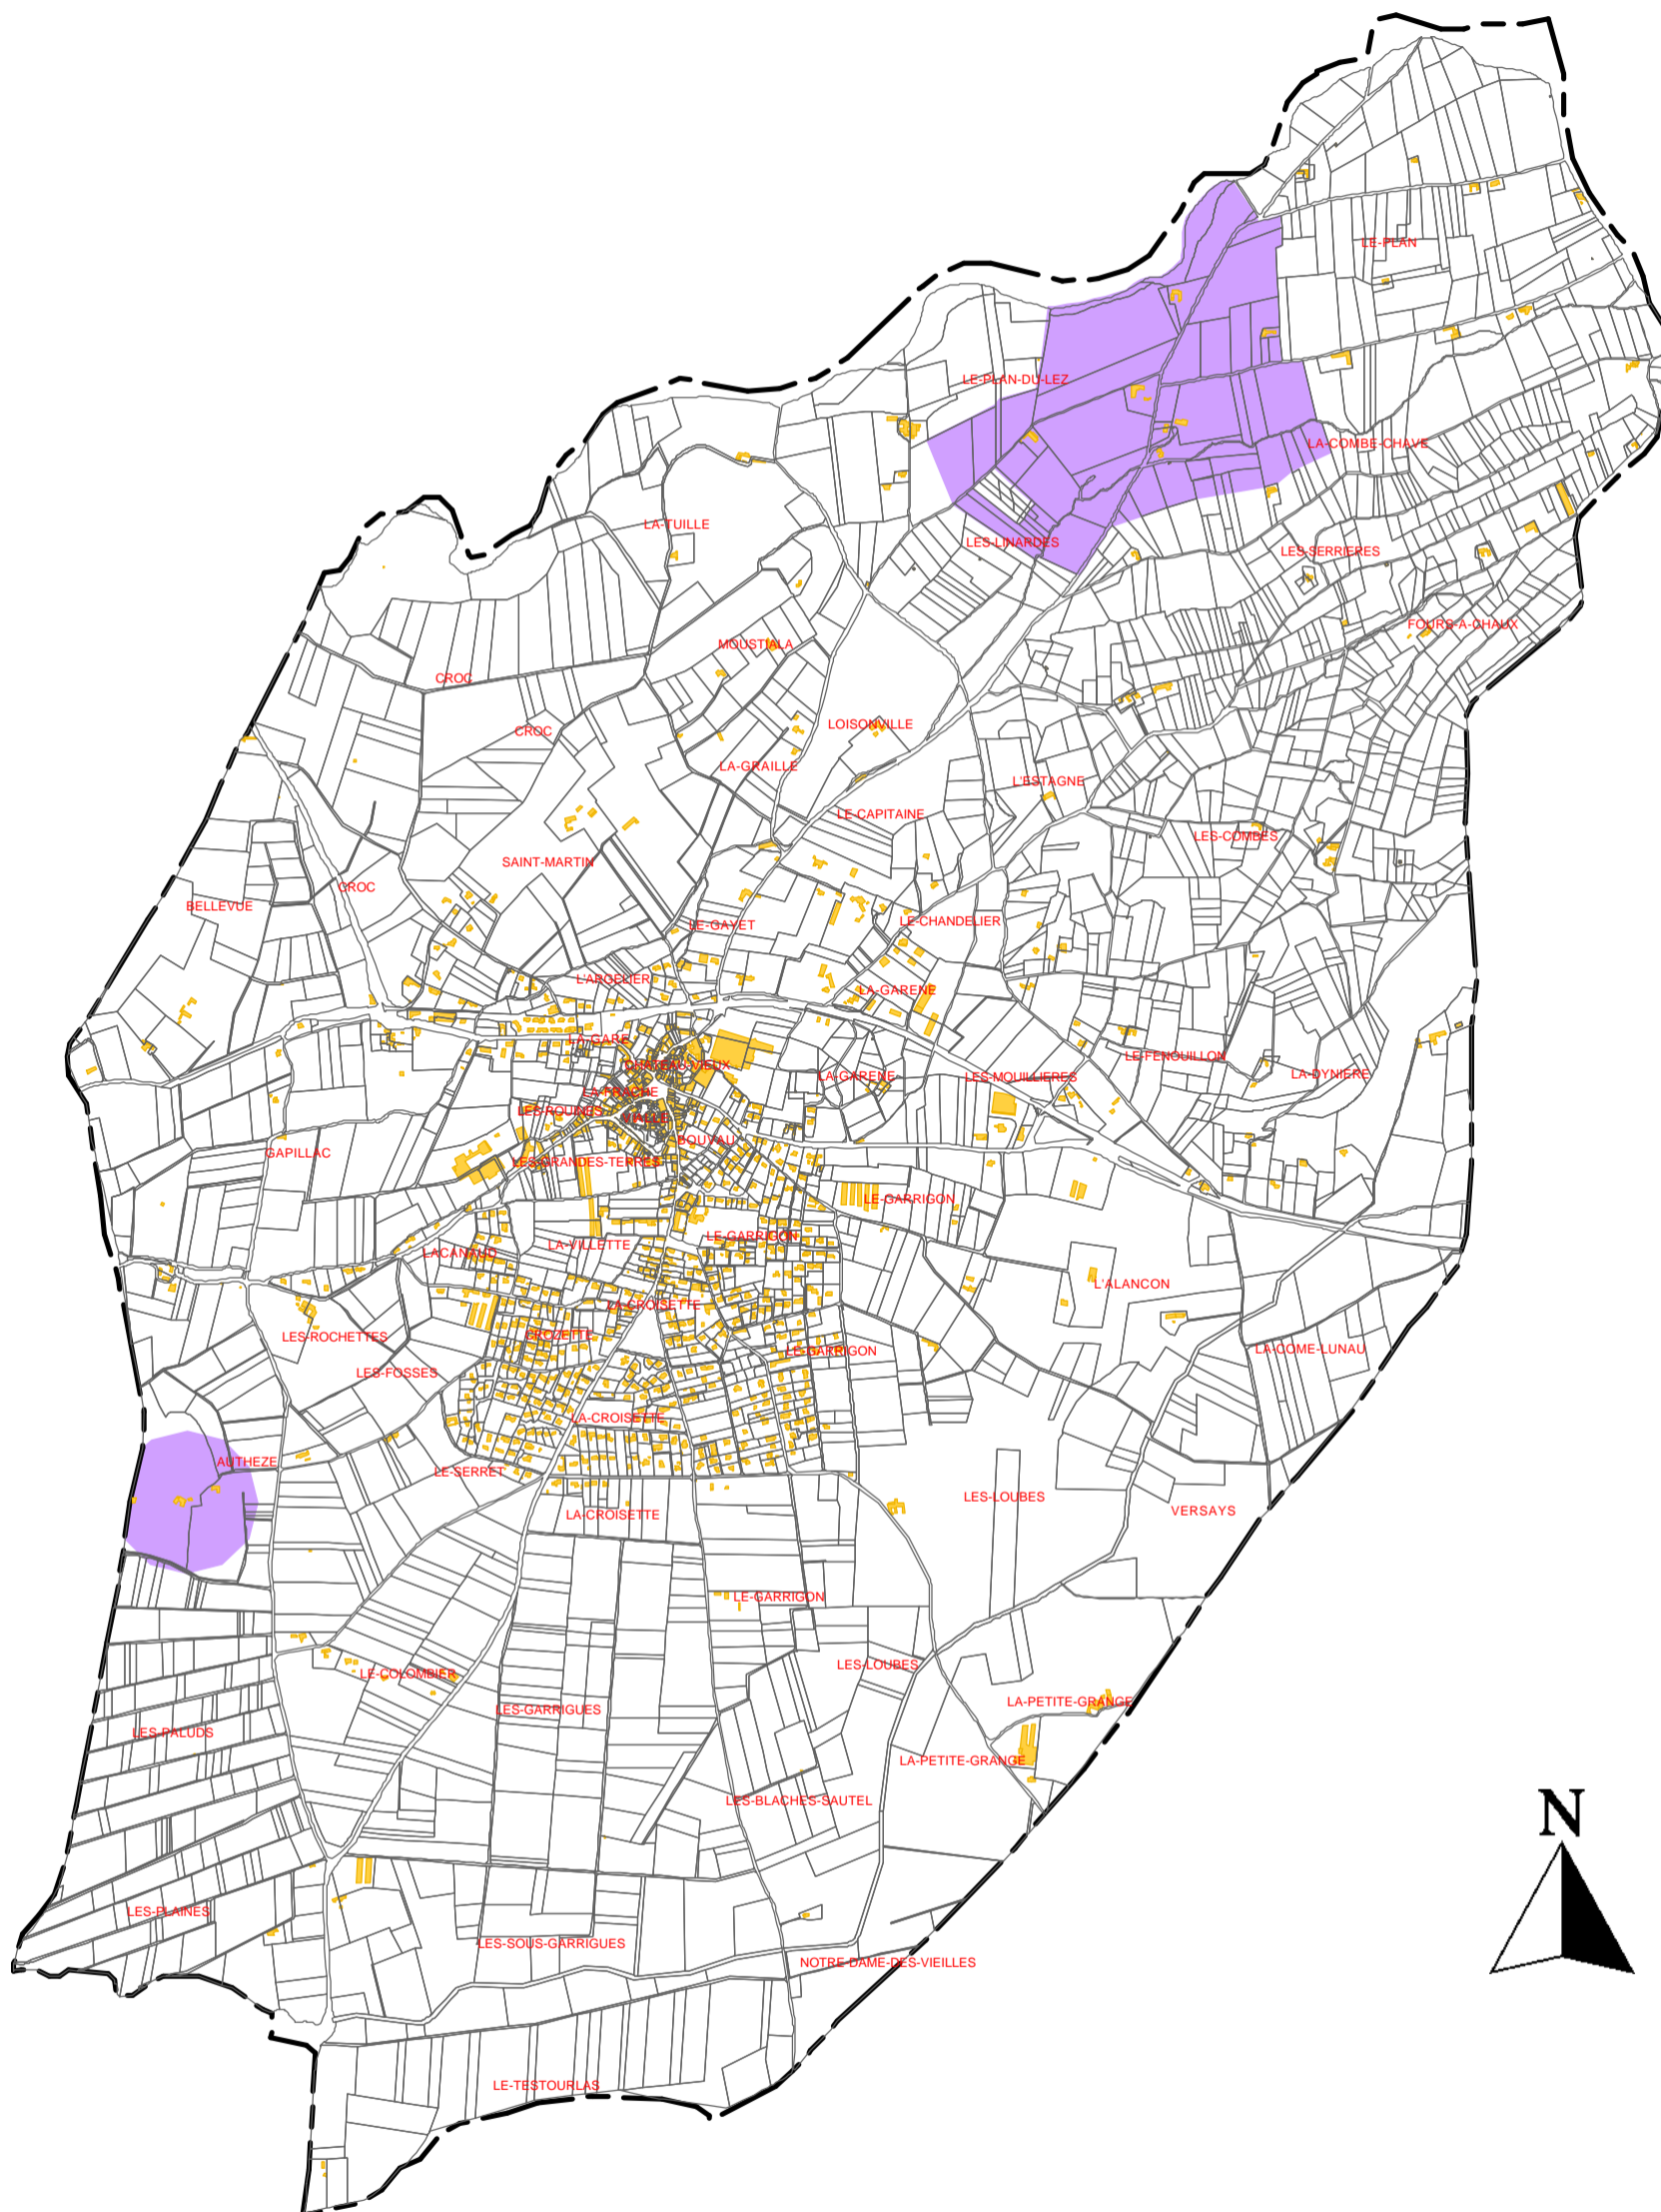 LE-PLAN
LE-PLAN-DU-LEZ
LA-COMBE-CHAVE
LA-TUILLE
LES-LINARDES
LES-SERRIERES
FOURS-A-CHAUX
MOUSTIALA
CROC
LOISONVILLE
CROC
LA-GRAILLE
L'ESTAGNE
LE-CAPITAINE
LES-COMBES
SAINT-MARTIN
CROC
BELLEVUE
LE-CHANDELIER
LE-GAYET
L'ARGELIER
LA-GARENE
LA-GARE
LE-FENOUILLON
CHATEAU-VIEUX
LA-DYNIERE
LA-GARENE
LES-MOUILLIERES
LA-FRACHE
LES-ROUINES
VIALLE
BOUVAU
GAPILLAC
LES-GRANDES-TERRES
LE-GARRIGON
LE-GARRIGON
LA-VILLETTE
LACANAUD
L'ALANCON
LA-CROISETTE
CROZETTE
LES-ROCHETTES
LA-COME-LUNAU
LE-GARRIGON
LES-FOSSES
LA-CROISETTE
AUTHEZE
LE-SERRET
LES-LOUBES
VERSAYS
LA-CROISETTE
LE-GARRIGON
LES-LOUBES
LE-COLOMBIER
LA-PETITE-GRANGE
LES-GARRIGUES
LES-PALUDS
LA-PETITE-GRANGE
LES-BLACHES-SAUTEL
N
LES-PLAINES
LES-SOUS-GARRIGUES
NOTRE-DAME-DES-VIEILLES
LE-TESTOURLAS